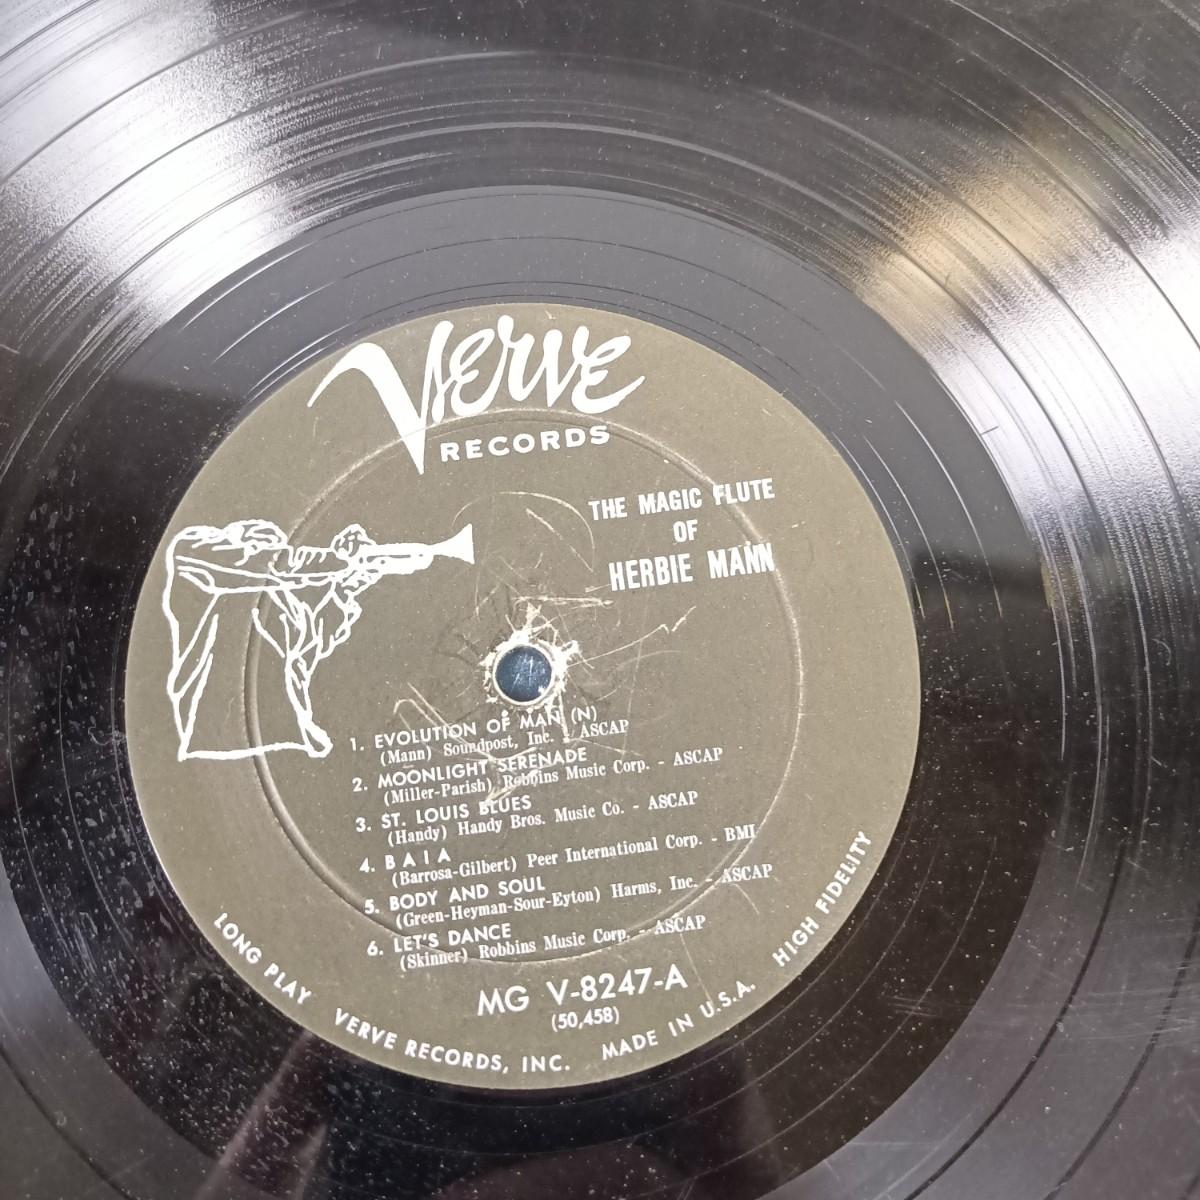 Verve
RECORDS
THE MAGIC FLUTE
OF
HERBIE MANN
1. EVOLUTION OF MAN (N)
(Mann) Soundpost, Inc. - ASCAP
2. MOONLIGHT SERENADE
(Miller-Parish) Robbins Music Corp. - ASCAP
3. ST. LOUIS BLUES
(Handy) Handy Bros. Music Co. - ASCAP
4. BAIA
(Barrosa-Gilbert) Peer International Corp. - BMI
5. BODY AND SOUL
(Green-Heyman-Sour-Eyton) Harms, Inc. - ASCAP
6. LET'S DANCE
(Skinner) Robbins Music Corp. - ASCAP
MG V-8247-A
(50,458)
LONG PLAY VERVE RECORDS, INC. MADE IN U.S.A. HIGH FIDELITY